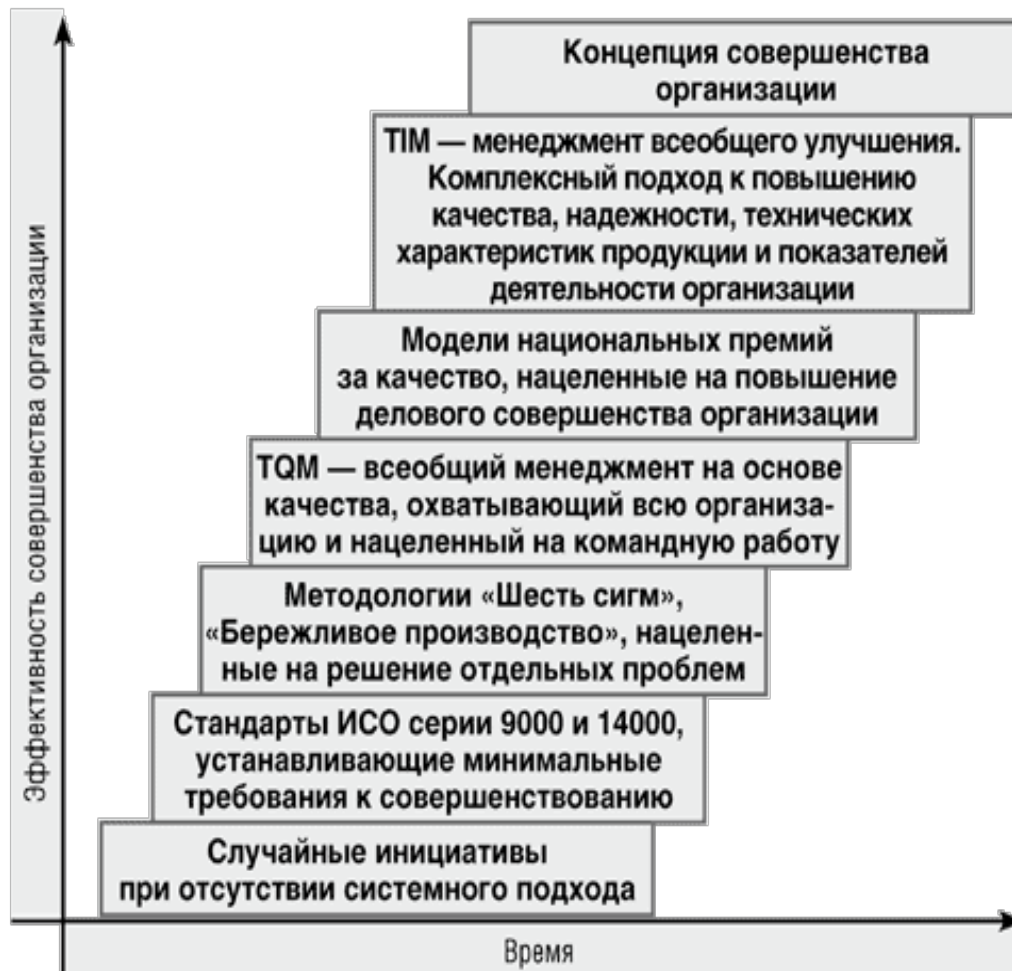 Эффективность совершенства организации
Концепция совершенства
организации
TIM — менеджмент всеобщего улучшения.
Комплексный подход к повышению
качества, надежности, технических
характеристик продукции и показателей
деятельности организации
Модели национальных премий
за качество, нацеленные на повышение
делового совершенства организации
TQM — всеобщий менеджмент на основе
качества, охватывающий всю организа-
цию и нацеленный на командную работу
Методологии «Шесть сигм»,
«Бережливое производство», нацелен-
ные на решение отдельных проблем
Стандарты ИСО серии 9000 и 14000,
устанавливающие минимальные
требования к совершенствованию
Случайные инициативы
при отсутствии системного подхода
Время